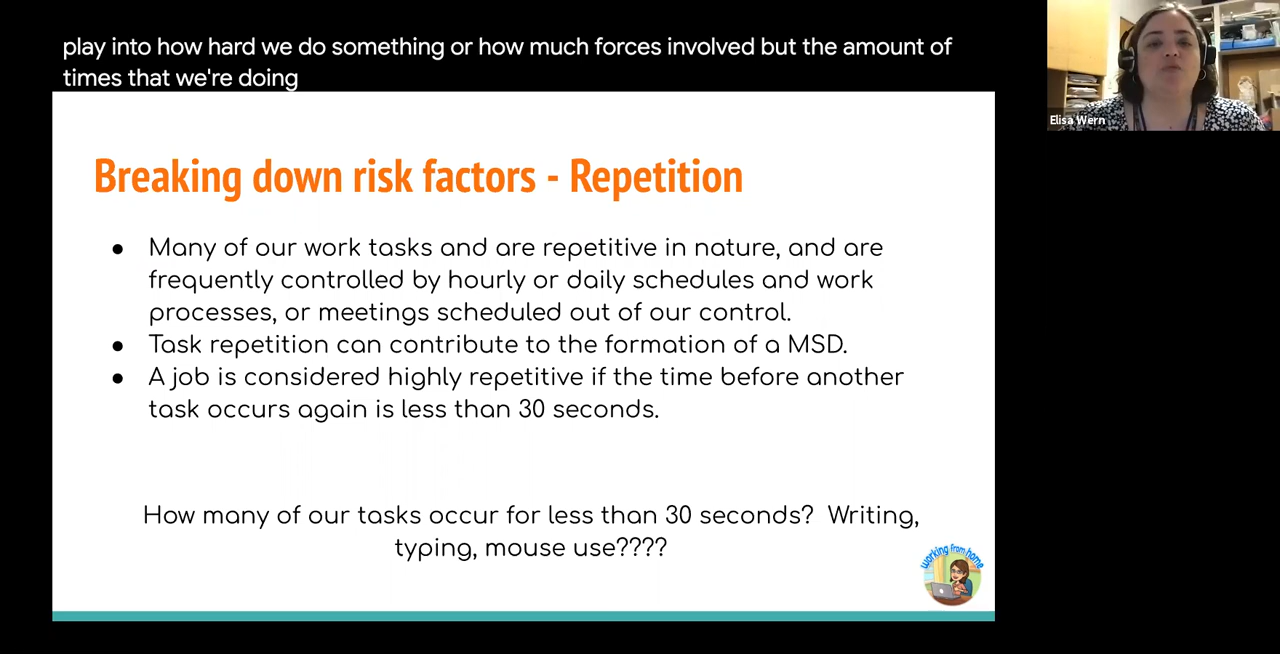 play into how hard we do something or how much forces involved but the amount of
times that we're doing
Elisa Wern
Breaking down risk factors - Repetition
● Many of our work tasks and are repetitive in nature, and are
frequently controlled by hourly or daily schedules and work
processes, or meetings scheduled out of our control.
● Task repetition can contribute to the formation of a MSD.
● A job is considered highly repetitive if the time before another
task occurs again is less than 30 seconds.
How many of our tasks occur for less than 30 seconds? Writing,
typing, mouse use????
working from home